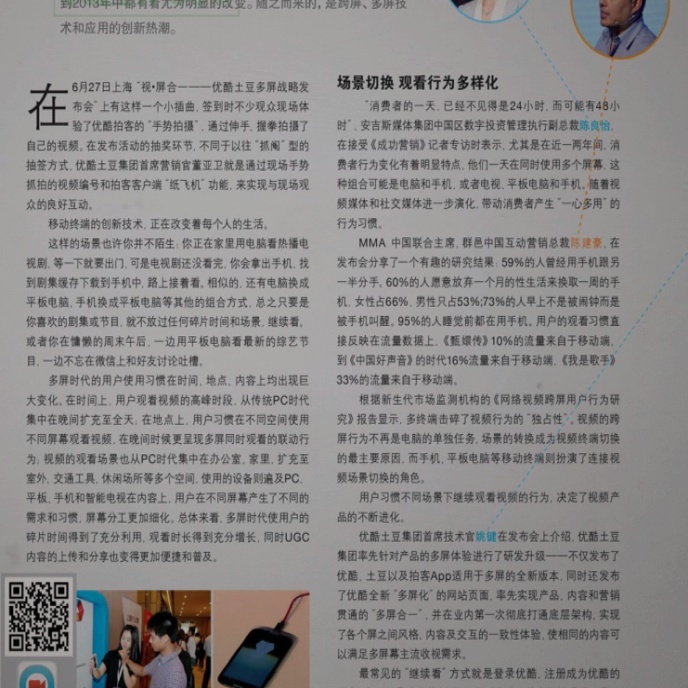 到2013年中都有着尤为明显的改变。随之而来的，是跨屏、多屏技
术和应用的创新热潮。
在6月27日上海“视•屏合一——优酷土豆多屏战略发
布会”上有这样一个小插曲，签到时不少观众现场体
验了优酷拍客的“手势拍摄”，通过伸手，握拳拍摄了
自己的视频。在发布活动的抽奖环节，不同于以往“抓阄”型的
抽签方式，优酷土豆集团首席营销官董亚卫就是通过现场手势
抓拍的视频编号和拍客客户端“纸飞机”功能，来实现与现场观
众的良好互动。
移动终端的创新技术，正在改变着每个人的生活。
这样的场景也许你并不陌生：你正在家里用电脑看热播电
视剧，等一下就要出门，可是电视剧还没看完，你会拿出手机，找
到剧集缓存下载到手机中，路上接着看。相似的，还有电脑换成
平板电脑，手机换成平板电脑等其他的组合方式，总之只要是
你喜欢的剧集或节目，就不放过任何碎片时间和场景，继续看。
或者你在慵懒的周末午后，一边用平板电脑看最新的综艺节
目，一边不忘在微信上和好友讨论吐槽。
多屏时代的用户使用习惯在时间，地点，内容上均出现巨
大变化。在时间上，用户观看视频的高峰时段，从传统PC时代
集中在晚间扩充至全天；在地点上，用户习惯在不同空间使用
不同屏幕观看视频，在晚间时候更呈现多屏同时观看的联动行
为；视频的观看场景也从PC时代集中在办公室，家里，扩充至
室外，交通工具，休闲场所等多个空间，使用的设备则遍及PC，
平板，手机和智能电视在内容上，用户在不同屏幕产生了不同的
需求和习惯，屏幕分工更加细化。总体来看，多屏时代使用户的
碎片时间得到了充分利用，观看时长得到充分增长，同时UGC
内容的上传和分享也变得更加便捷和普及。
场景切换 观看行为多样化
“消费者的一天，已经不见得是24小时，而可能有48小
时”，安吉斯媒体集团中国区数字投资管理执行副总裁陈良怡，
在接受《成功营销》记者专访时表示，尤其是在近一两年间，消
费者行为变化有着明显特点，他们一天在同时使用多个屏幕，这
种组合可能是电脑和手机，或者电视、平板电脑和手机。随着视
频媒体和社交媒体进一步演化，带动消费者产生“一心多用”的
行为习惯。
MMA 中国联合主席，群邑中国互动营销总裁陈建豪，在
发布会分享了一个有趣的研究结果：59%的人曾经用手机跟另
一半分手，60%的人愿意放弃一个月的性生活来换取一周的手
机，女性占66%，男性只占53%;73%的人早上不是被闹钟而是
被手机叫醒。95%的人睡觉前都在用手机。用户的观看习惯直
接反映在流量数据上，《甄嬛传》10%的流量来自于移动端，
到《中国好声音》的时代16%流量来自于移动端，《我是歌手》
33%的流量来自于移动端。
根据新生代市场监测机构的《网络视频跨屏用户行为研
究》报告显示，多终端击碎了视频行为的“独占性”。视频的跨
屏行为不再是电脑的单独任务，场景的转换成为视频终端切换
的最主要原因，而手机，平板电脑等移动终端则扮演了连接视
频场景切换的角色。
用户习惯不同场景下继续观看视频的行为，决定了视频产
品的不断进化。
优酷土豆集团首席技术官姚键在发布会上介绍，优酷土豆
集团率先针对产品的多屏体验进行了研发升级——不仅发布了
优酷，土豆以及拍客App适用于多屏的全新版本，同时还发布
了优酷全新“多屏化”的网站页面，率先实现产品，内容和营销
贯通的“多屏合一”，并在业内第一次彻底打通底层架构，实现
了各个屏之间风格，内容及交互的一致性体验，使相同的内容可
以满足多屏幕主流收视需求。
最常见的“继续看”方式就是登录优酷，注册成为优酷的